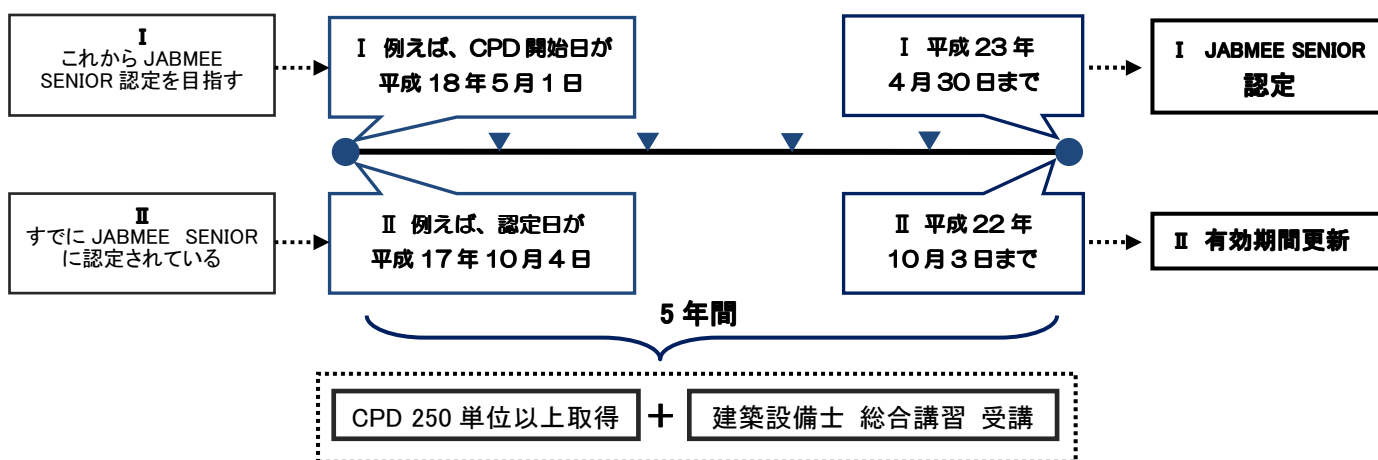 Ⅰ
これから JABMEE
SENIOR 認定を目指す
Ⅰ 例えば、CPD 開始日が
平成 18 年 5 月 1 日
Ⅰ 平成 23 年
4 月 30 日まで
Ⅰ JABMEE SENIOR
認定
Ⅱ
すでに JABMEE SENIOR
に認定されている
Ⅱ 例えば、認定日が
平成 17 年 10 月 4 日
Ⅱ 平成 22 年
10 月 3 日まで
Ⅱ 有効期間更新
5 年間
CPD 250 単位以上取得
+
建築設備士 総合講習 受講